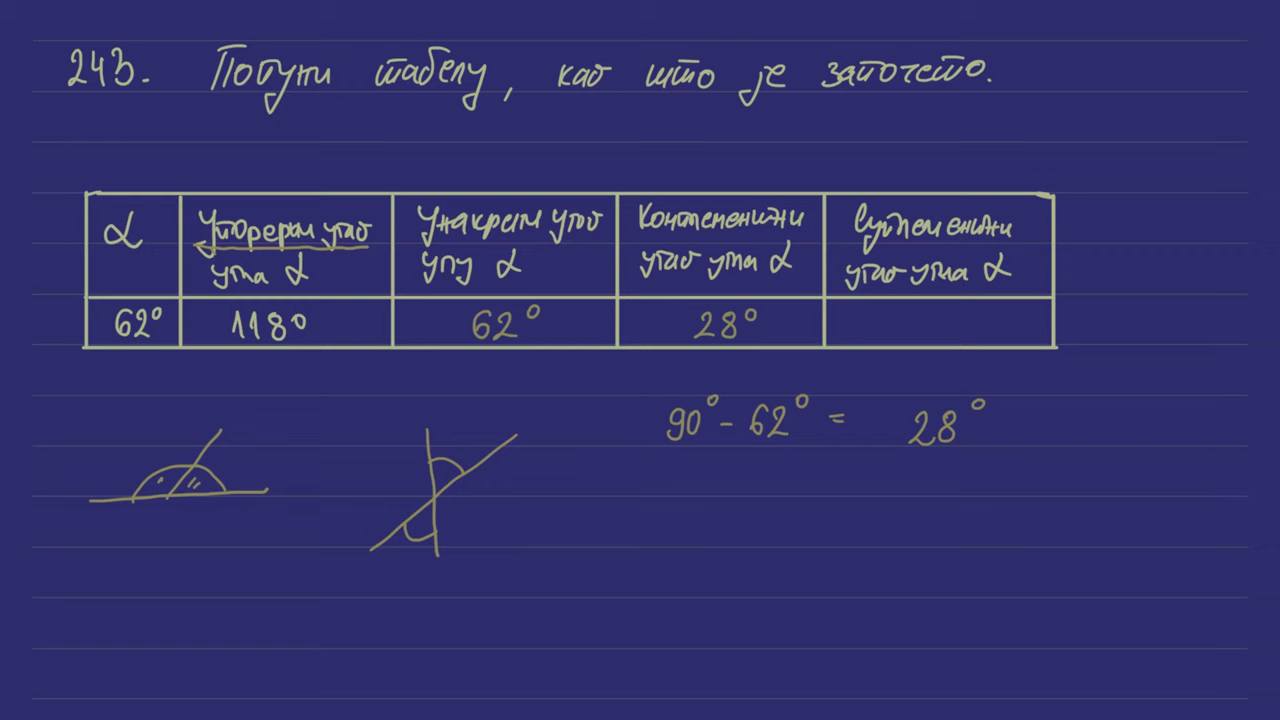 243. Попуни табелу, као што је започето.
α
Упоредни угао
угла α
Унакрсни угао
углу α
Комплементни
угао угла α
Суплементни
угао угла α
62° 118° 62° 28°
90° - 62° = 28°